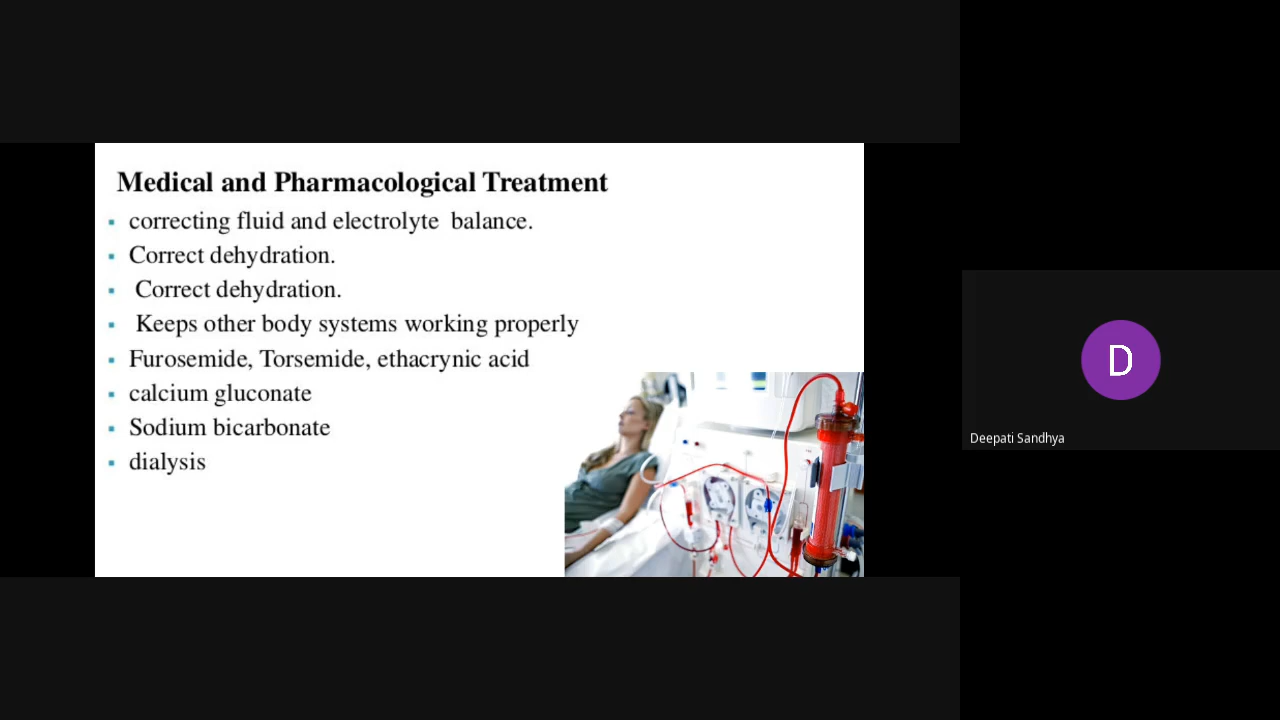 Medical and Pharmacological Treatment
correcting fluid and electrolyte  balance.
Correct dehydration.
Correct dehydration.
Keeps other body systems working properly
Furosemide, Torsemide, ethacrynic acid
calcium gluconate
Sodium bicarbonate
dialysis
D
Deepati Sandhya